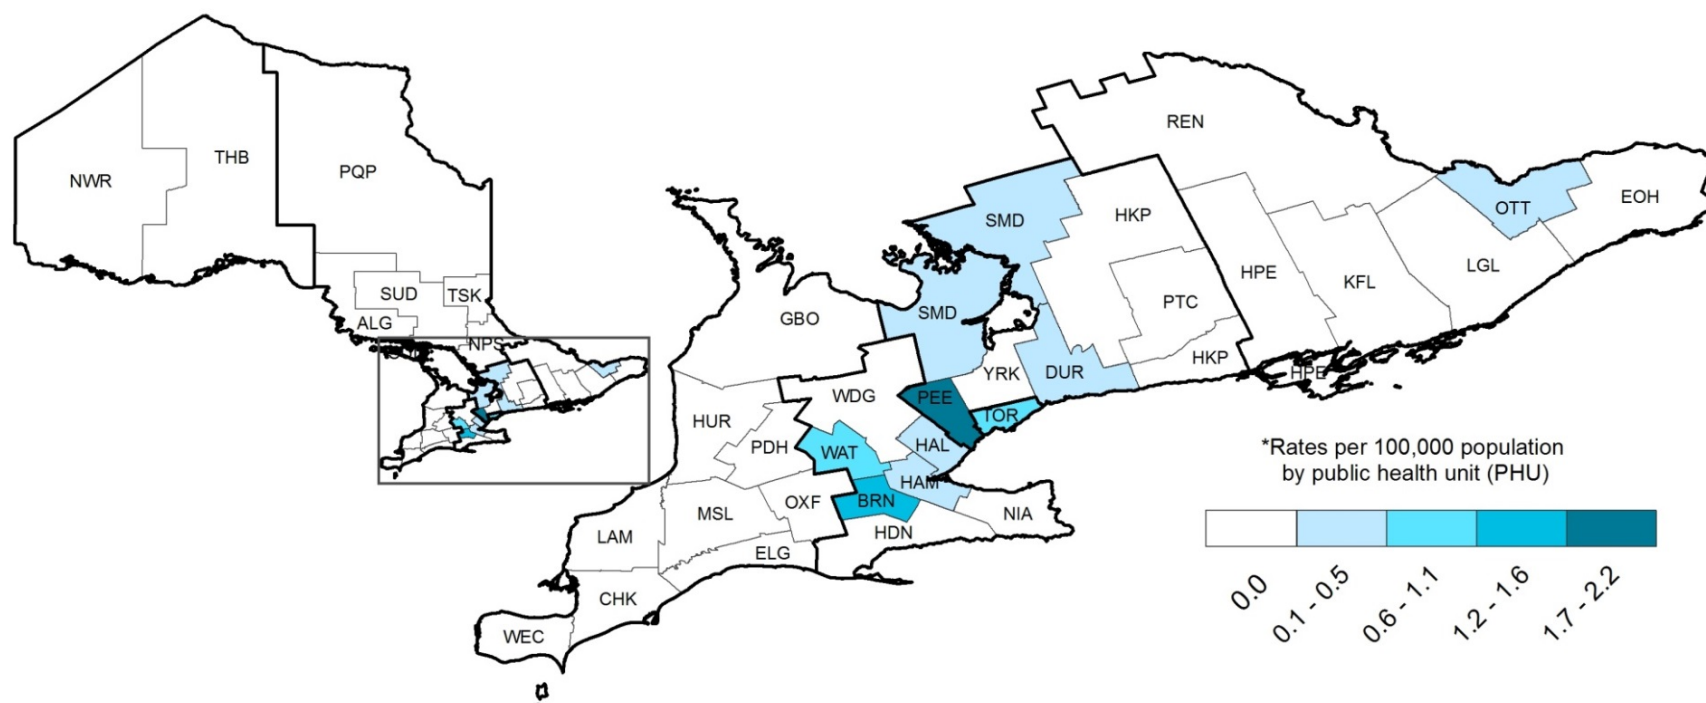 REN
THB
NWR
PQP
SMD
HKP
OTT
EOH
HPE
LGL
KFL
SUD
TSK
PTC
ALG
GBO
SMD
NPS
HKP
YRK
DUR
HPE
WDG
PEE
TOR
HUR
PDH
WAT
HAL
HAM
OXF
BRN
MSL
NIA
LAM
HDN
ELG
CHK
WEC
*Rates per 100,000 population
by public health unit (PHU)
0.0
0.1 - 0.5
0.6 - 1.1
1.2 - 1.6
1.7 - 2.2